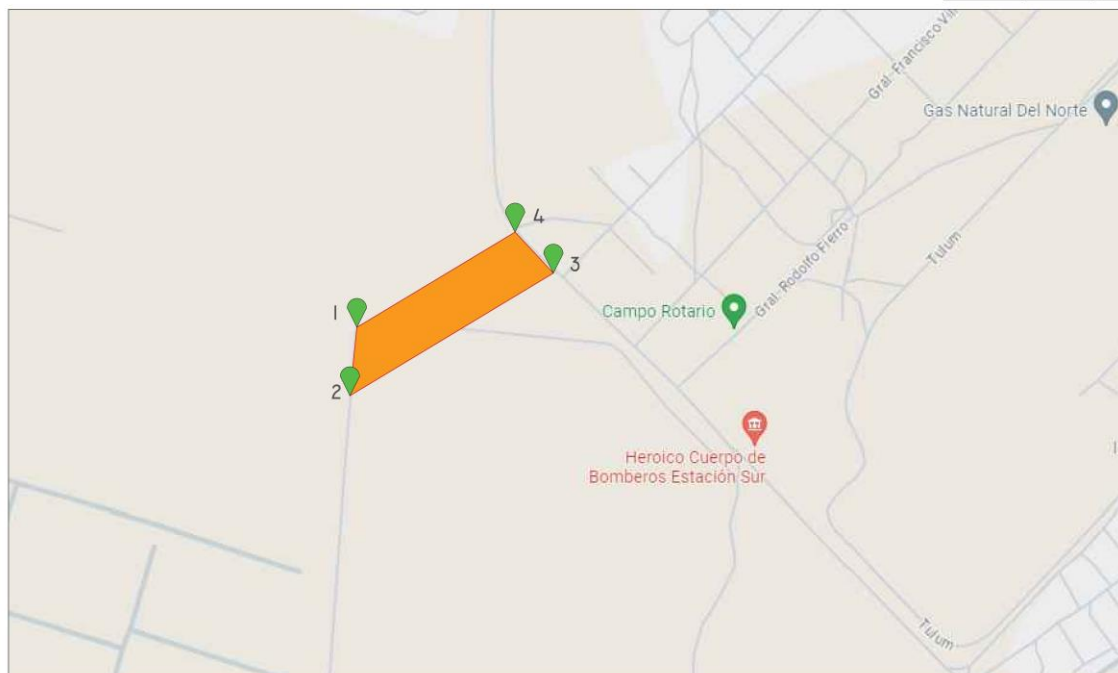 Gral. Francisco Vil
Gas Natural Del Norte
4
Tulum
3
Gral. Rodolfo Fierro
1
Campo Rotario
2
Heroico Cuerpo de
Bomberos Estación Sur
Tulum